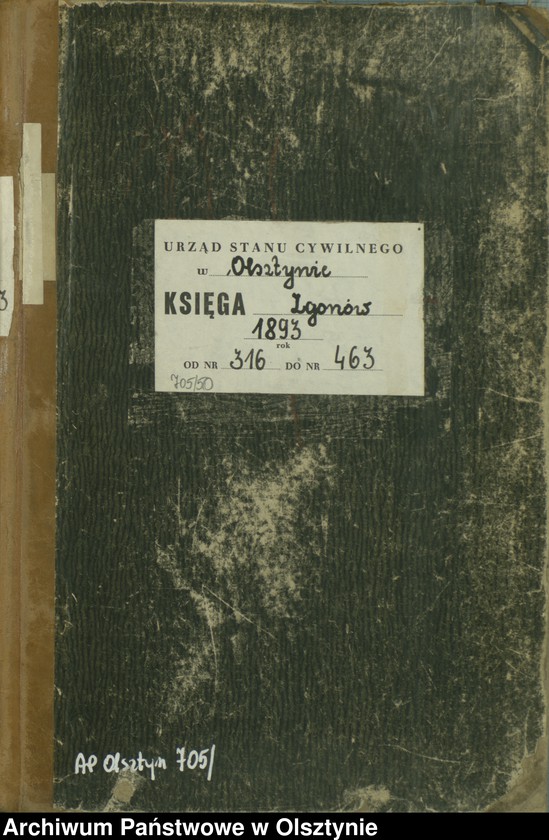 3
URZĄD STANU CYWILNEGO
w Olsztynie
KSIĘGA Zgonów
1893
rok
OD NR 316 DO NR 463
705/50
AP Olsztyn 705/
Archiwum Państwowe w Olsztynie